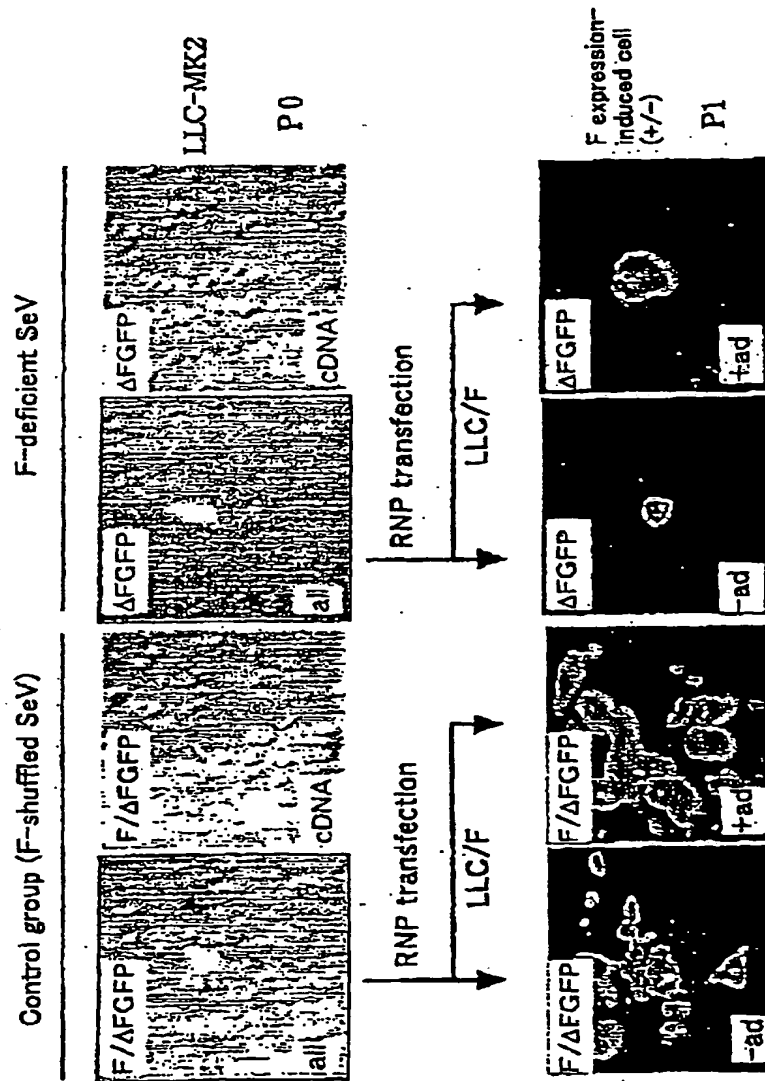 Control group (F-shuffled SeV)
F-deficient SeV
F/ΔFGFP
all
F/ΔFGFP
cDNA
ΔFGFP
all
ΔFGFP
cDNA
LLC-MK2
P0
RNP transfection
LLC/F
RNP transfection
LLC/F
F/ΔFGFP
-ad
F/ΔFGFP
+ad
ΔFGFP
-ad
ΔFGFP
+ad
F expression-
induced cell
(+/-)
P1